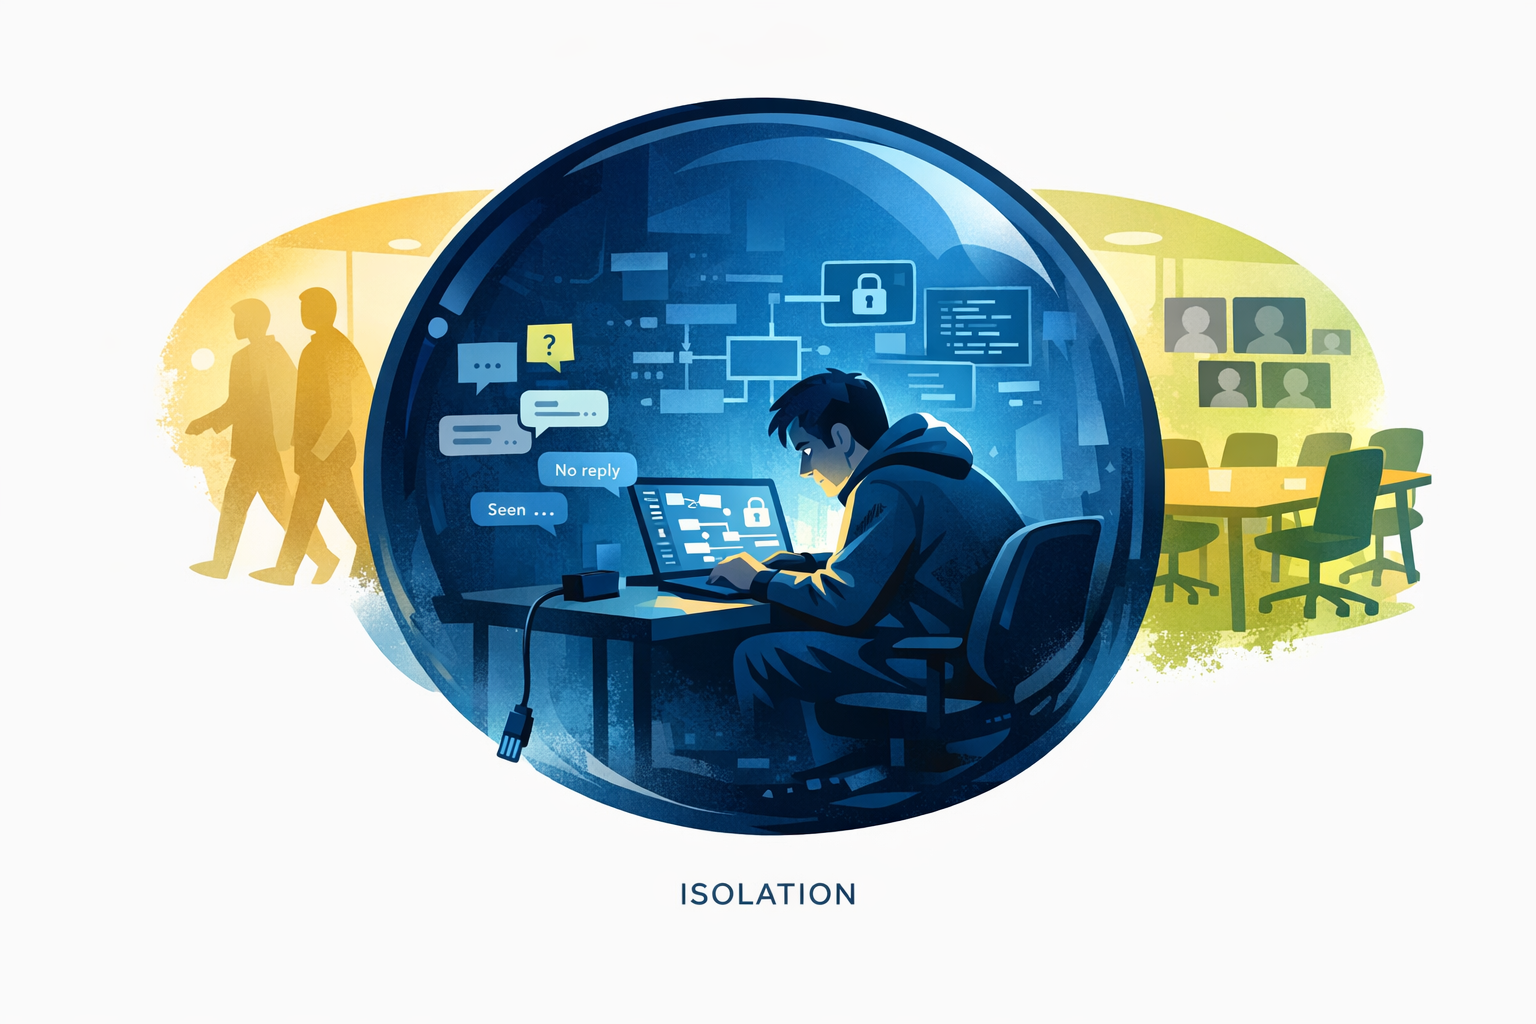 ?
No reply
Seen ...
ISOLATION